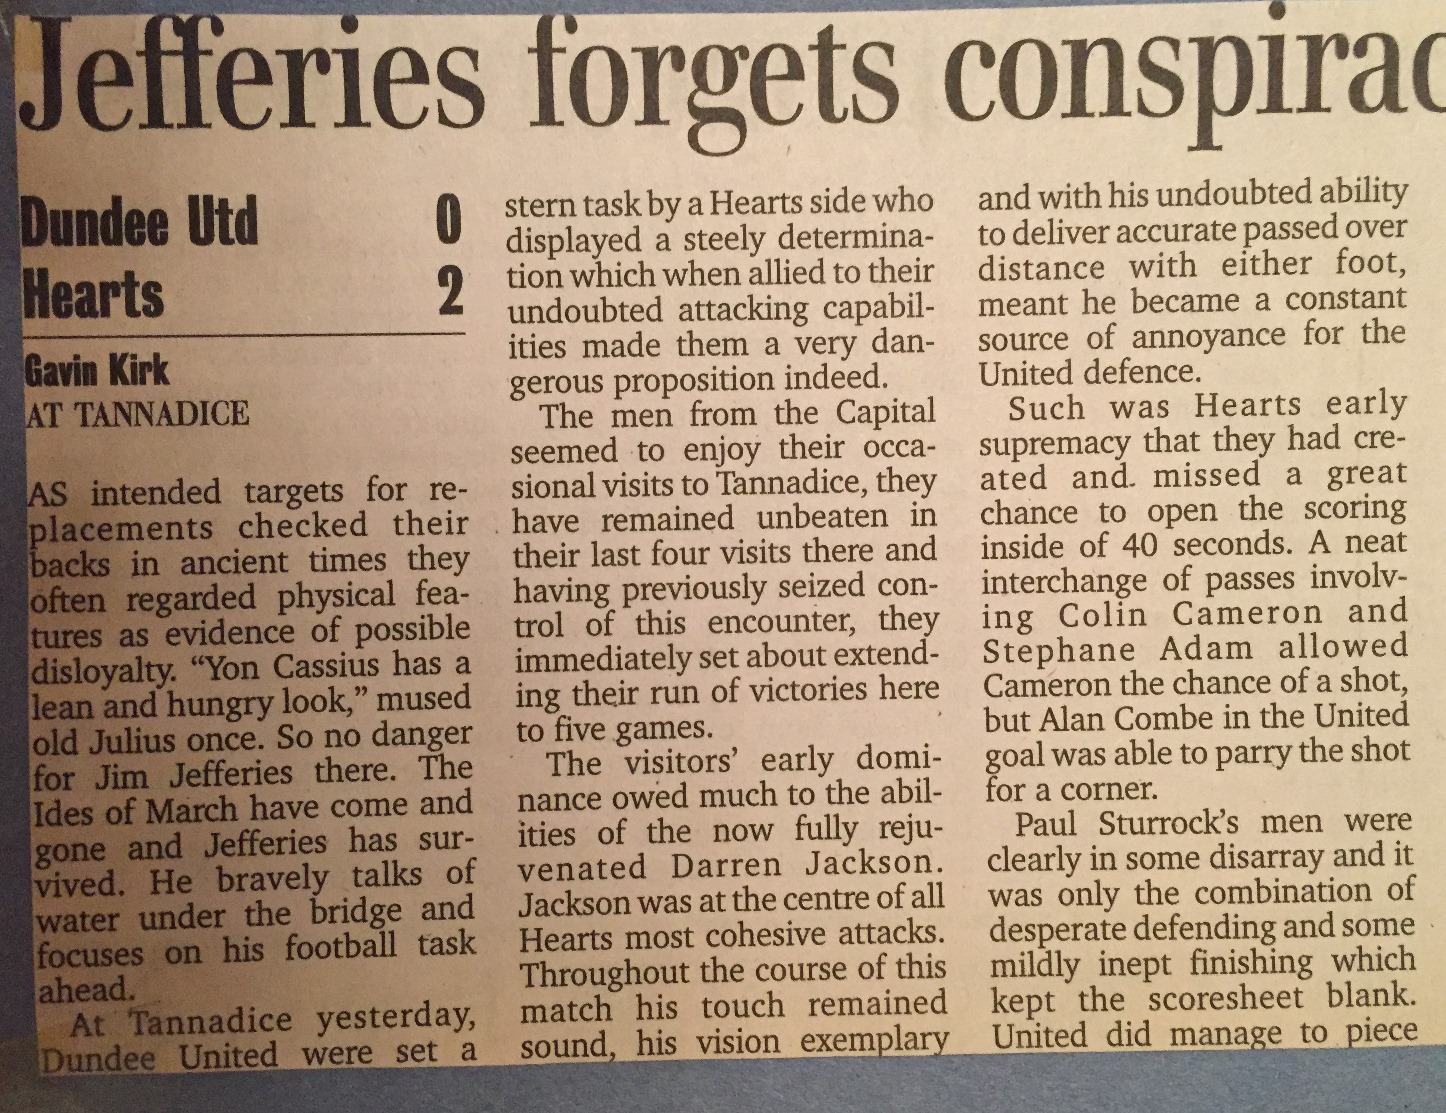 Jefferies forgets conspirac
Dundee Utd 0
Hearts 2
Gavin Kirk
AT TANNADICE
AS intended targets for re-
placements checked their
backs in ancient times they
often regarded physical fea-
tures as evidence of possible
disloyalty. “Yon Cassius has a
lean and hungry look,” mused
old Julius once. So no danger
for Jim Jefferies there. The
Ides of March have come and
gone and Jefferies has sur-
vived. He bravely talks of
water under the bridge and
focuses on his football task
ahead.
At Tannadice yesterday,
Dundee United were set a
stern task by a Hearts side who
displayed a steely determina-
tion which when allied to their
undoubted attacking capabil-
ities made them a very dan-
gerous proposition indeed.
The men from the Capital
seemed to enjoy their occa-
sional visits to Tannadice, they
have remained unbeaten in
their last four visits there and
having previously seized con-
trol of this encounter, they
immediately set about extend-
ing their run of victories here
to five games.
The visitors’ early domi-
nance owed much to the abil-
ities of the now fully reju-
venated Darren Jackson.
Jackson was at the centre of all
Hearts most cohesive attacks.
Throughout the course of this
match his touch remained
sound, his vision exemplary
and with his undoubted ability
to deliver accurate passed over
distance with either foot,
meant he became a constant
source of annoyance for the
United defence.
Such was Hearts early
supremacy that they had cre-
ated and missed a great
chance to open the scoring
inside of 40 seconds. A neat
interchange of passes involv-
ing Colin Cameron and
Stephane Adam allowed
Cameron the chance of a shot,
but Alan Combe in the United
goal was able to parry the shot
for a corner.
Paul Sturrock’s men were
clearly in some disarray and it
was only the combination of
desperate defending and some
mildly inept finishing which
kept the scoresheet blank.
United did manage to piece